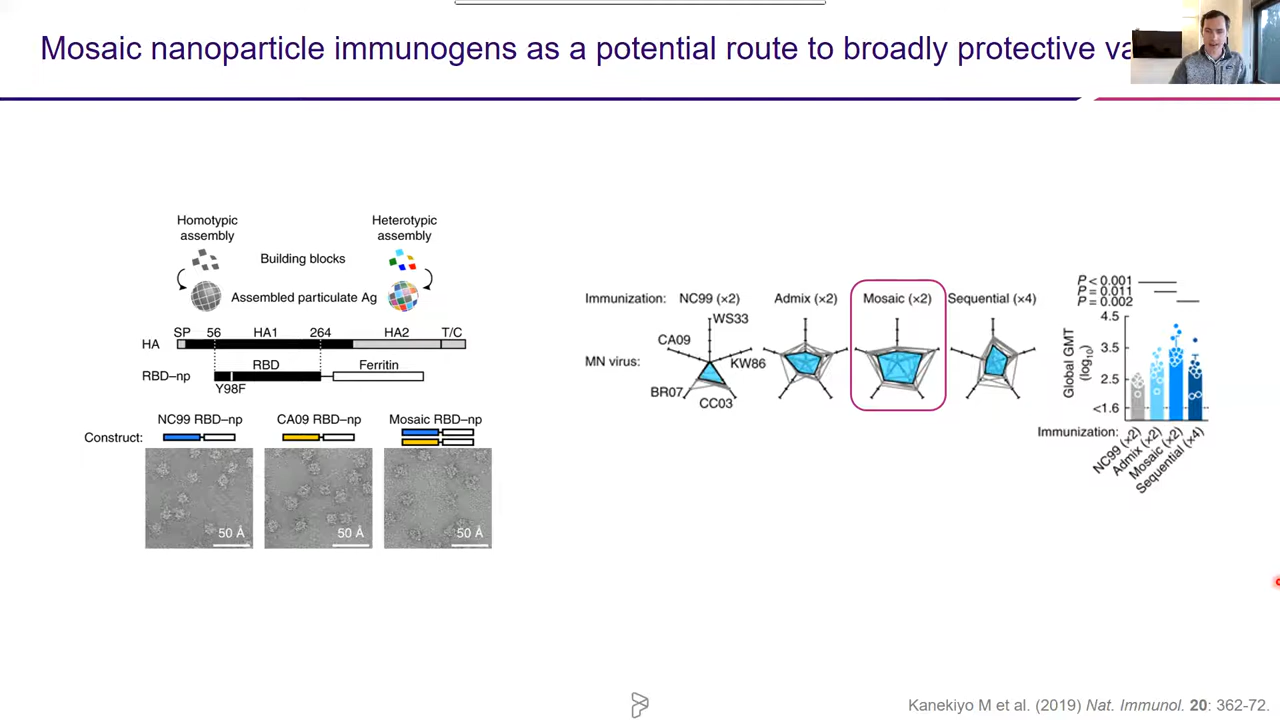 Mosaic nanoparticle immunogens as a potential route to broadly protective va
Homotypic
assembly
Heterotypic
assembly
Building blocks
Assembled particulate Ag
SP 56 HA1 264 HA2 T/C
HA
RBD Ferritin
RBD–np
Y98F
NC99 RBD–np CA09 RBD–np Mosaic RBD–np
Construct:
50 Å 50 Å 50 Å
Immunization: NC99 (×2) Admix (×2) Mosaic (×2) Sequential (×4)
WS33
CA09
MN virus:
KW86
BR07
CC03
P < 0.001
P = 0.011
P = 0.002
4.5
3.5
2.5
<1.6
Global GMT
(log10)
Immunization:
NC99 (×2)
Admix (×2)
Mosaic (×2)
Sequential (×4)
Kanekiyo M et al. (2019) Nat. Immunol. 20: 362-72.